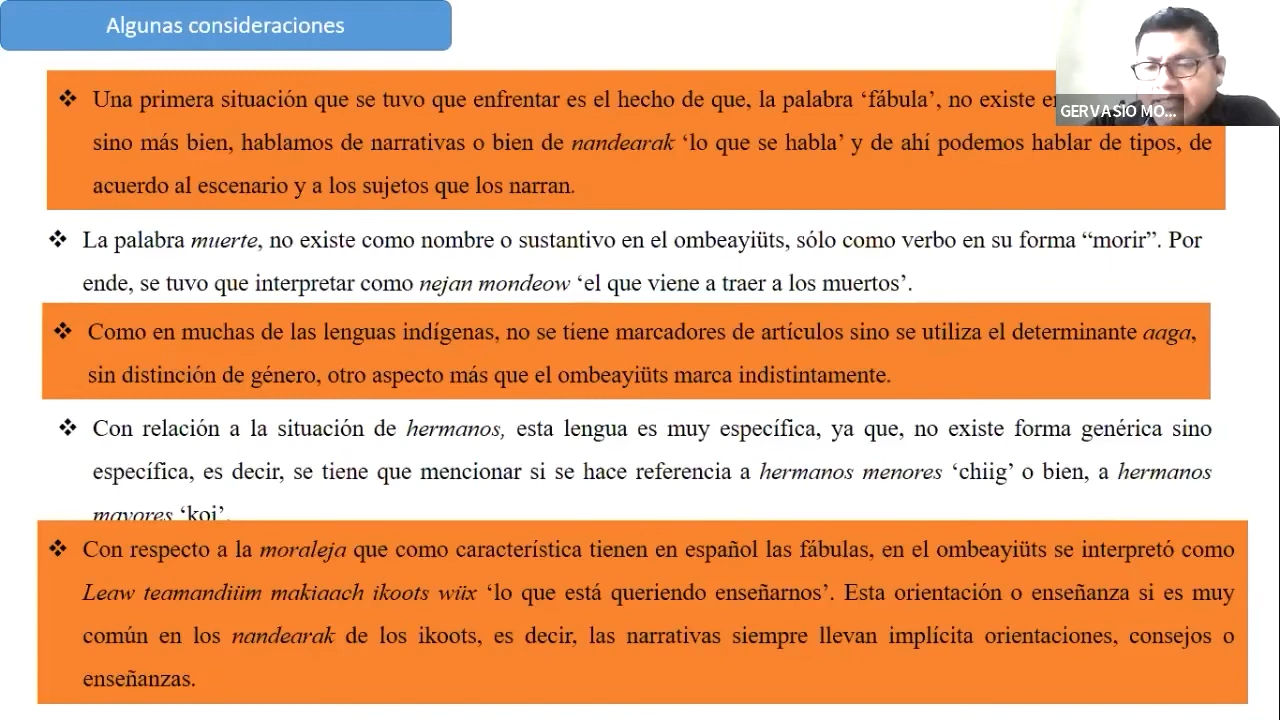 Algunas consideraciones
❖ Una primera situación que se tuvo que enfrentar es el hecho de que, la palabra ‘fábula’, no existe
GERVASIO MO...
sino más bien, hablamos de narrativas o bien de nandearak ‘lo que se habla’ y de ahí podemos hablar de tipos, de
acuerdo al escenario y a los sujetos que los narran.
❖ La palabra muerte, no existe como nombre o sustantivo en el ombeayiüts, sólo como verbo en su forma “morir”. Por
ende, se tuvo que interpretar como nejan mondeow ‘el que viene a traer a los muertos’.
❖ Como en muchas de las lenguas indígenas, no se tiene marcadores de artículos sino se utiliza el determinante aaga,
sin distinción de género, otro aspecto más que el ombeayiüts marca indistintamente.
❖ Con relación a la situación de hermanos, esta lengua es muy específica, ya que, no existe forma genérica sino
específica, es decir, se tiene que mencionar si se hace referencia a hermanos menores ‘chiig’ o bien, a hermanos
mayores ‘koj’.
❖ Con respecto a la moraleja que como característica tienen en español las fábulas, en el ombeayiüts se interpretó como
Leaw teamandiüm makiaach ikoots wüx ‘lo que está queriendo enseñarnos’. Esta orientación o enseñanza si es muy
común en los nandearak de los ikoots, es decir, las narrativas siempre llevan implícita orientaciones, consejos o
enseñanzas.